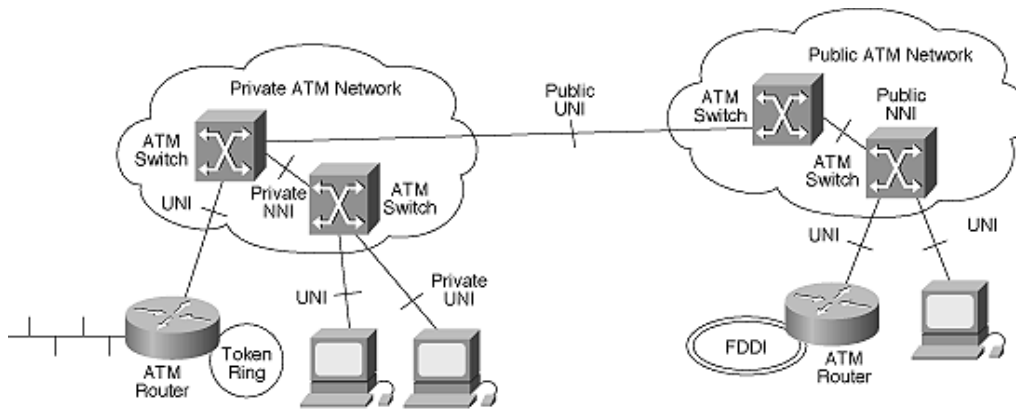 Private ATM Network
Public ATM Network
Public
UNI
ATM
Switch
Public
NNI
ATM
Switch
ATM
Switch
Private
NNI
ATM
Switch
UNI
UNI
UNI
UNI
Private
UNI
Token
Ring
ATM
Router
FDDI
ATM
Router